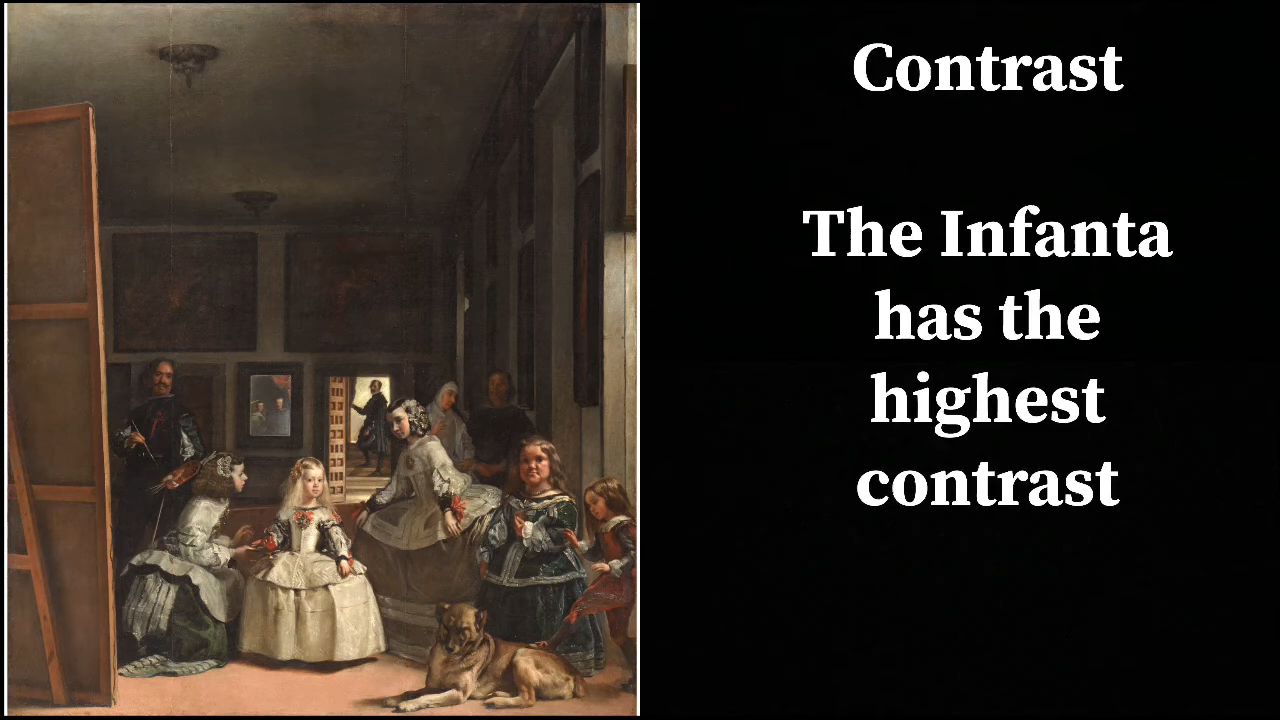 Contrast
The Infanta
has the
highest
contrast